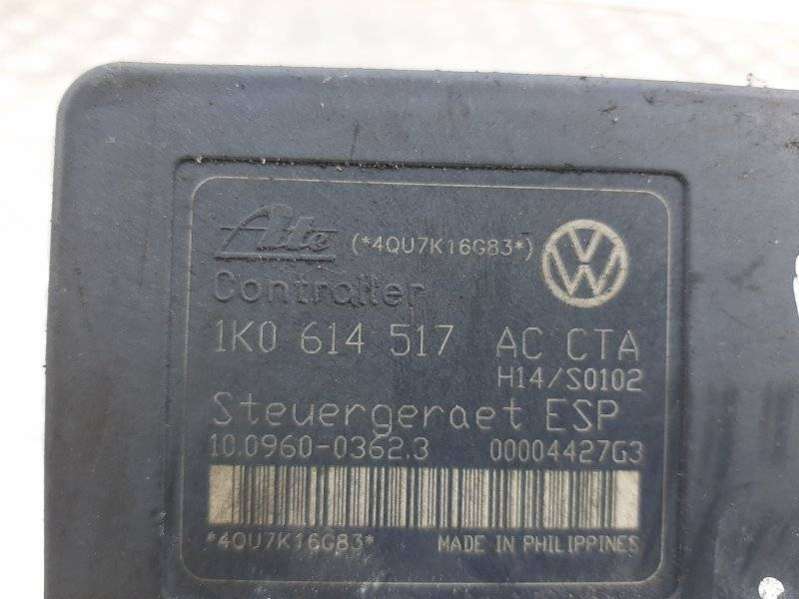 Ate (*4QU7K16G83*)
Controller
1K0 614 517 AC CTA
H14/S0102
Steuergeraet ESP
10.0960-0362.3 00004427G3
*4QU7K16G83* MADE IN PHILIPPINES